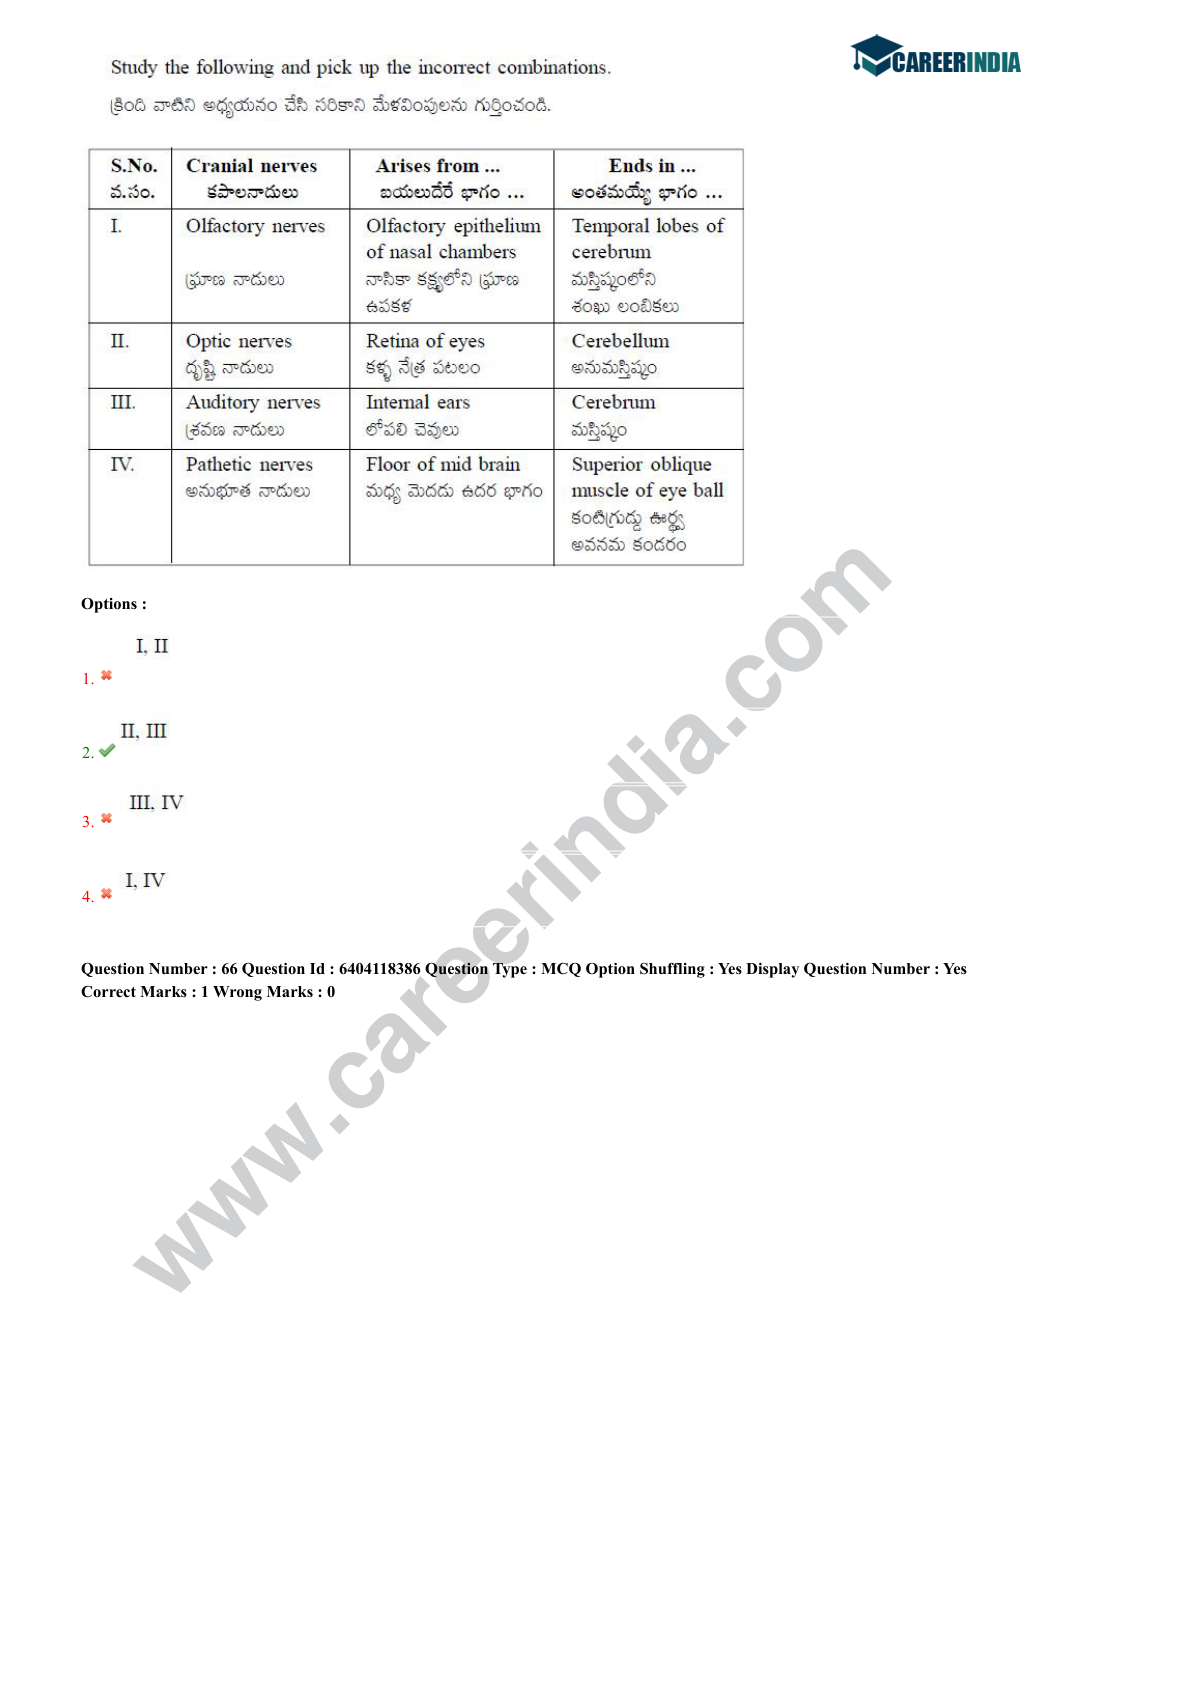 CAREERINDIA
Study the following and pick up the incorrect combinations.
క్రింది వాటిని అధ్యయనం చేసి సరికాని మేళవింపులను గుర్తించండి.
S.No. Cranial nerves Arises from ... Ends in ...
వ.సం. కపాలనాడులు బయలుదేరే భాగం ... అంతమయ్యే భాగం ...
I. Olfactory nerves Olfactory epithelium Temporal lobes of
of nasal chambers cerebrum
ఘ్రాణ నాడులు నాసికా కక్ష్యలోని ఘ్రాణ మస్తిష్కంలోని
ఉపకళ శంఖు లంబికలు
II. Optic nerves Retina of eyes Cerebellum
దృష్టి నాడులు కళ్ళ నేత్ర పటలం అనుమస్తిష్కం
III. Auditory nerves Internal ears Cerebrum
శ్రవణ నాడులు లోపలి చెవులు మస్తిష్కం
IV. Pathetic nerves Floor of mid brain Superior oblique
అనుభూత నాడులు మధ్య మెదడు ఉదర భాగం muscle of eye ball
కంటిగ్రుడ్డు ఊర్థ్వ
అవనమ కండరం
Options :
I, II
1.
II, III
2.
III, IV
3.
I, IV
4.
Question Number : 66 Question Id : 6404118386 Question Type : MCQ Option Shuffling : Yes Display Question Number : Yes
Correct Marks : 1 Wrong Marks : 0
www.careerindia.com